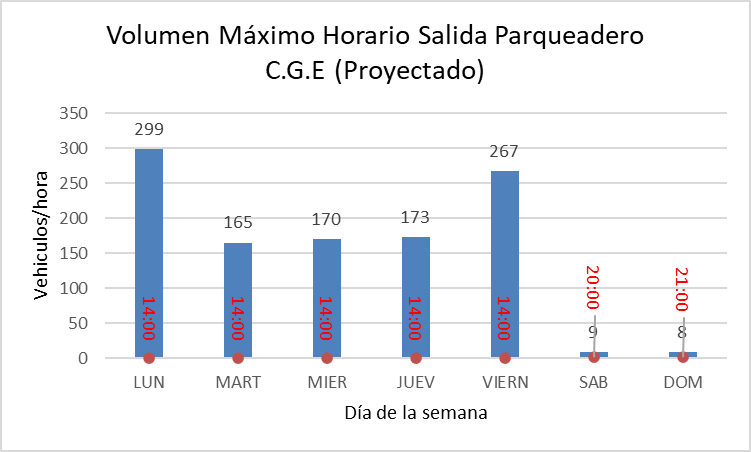 Volumen Máximo Horario Salida Parqueadero
C.G.E (Proyectado)
Vehiculos/hora
350
300
250
200
150
100
50
0
299
165
170
173
267
9
8
14:00
14:00
14:00
14:00
14:00
20:00
21:00
LUN
MART
MIER
JUEV
VIERN
SAB
DOM
Día de la semana